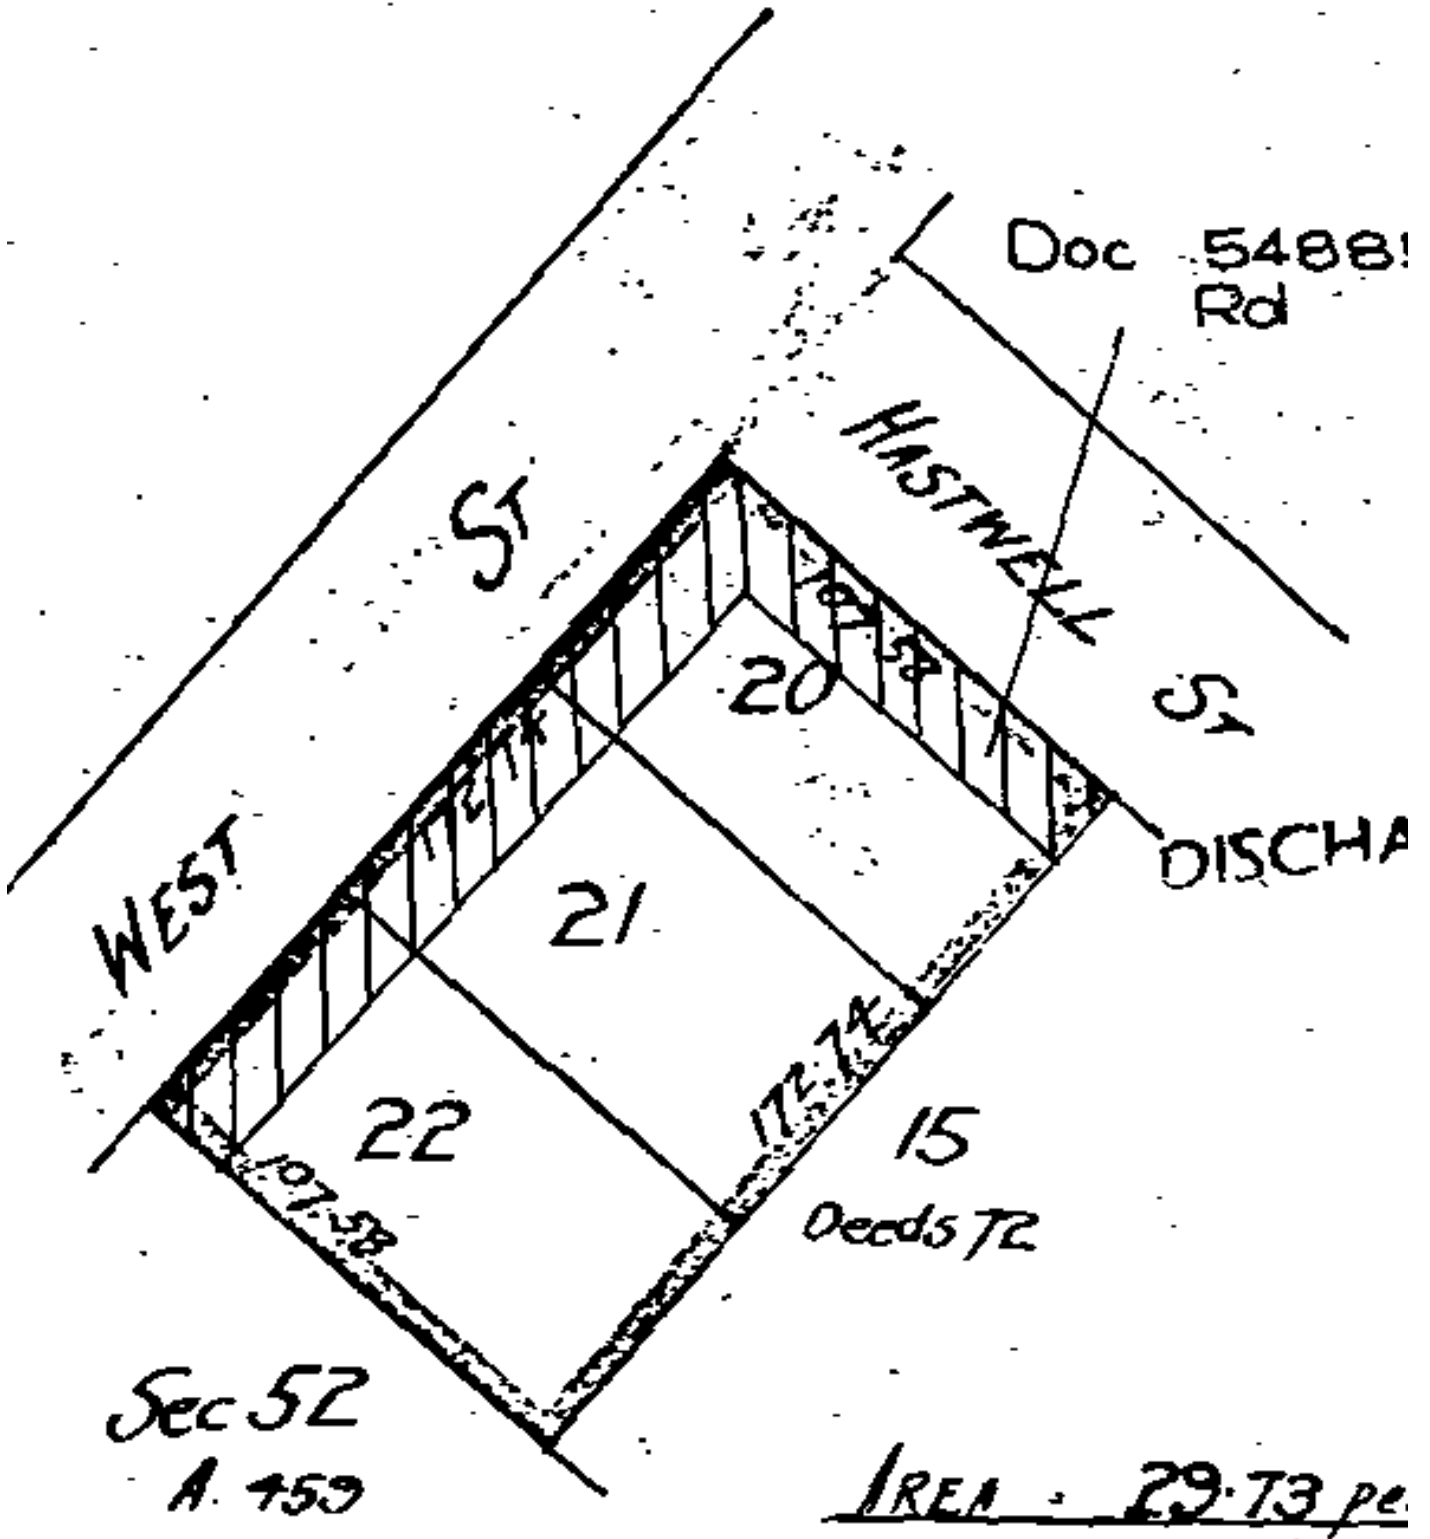 Doc 5488
Rd
HASTWELL ST
WEST ST
107.58
172.74
20
21
22
172.74
107.58
15
Deeds 72
DISCHA
Sec 52
A. 459
AREA - 29.73 pe